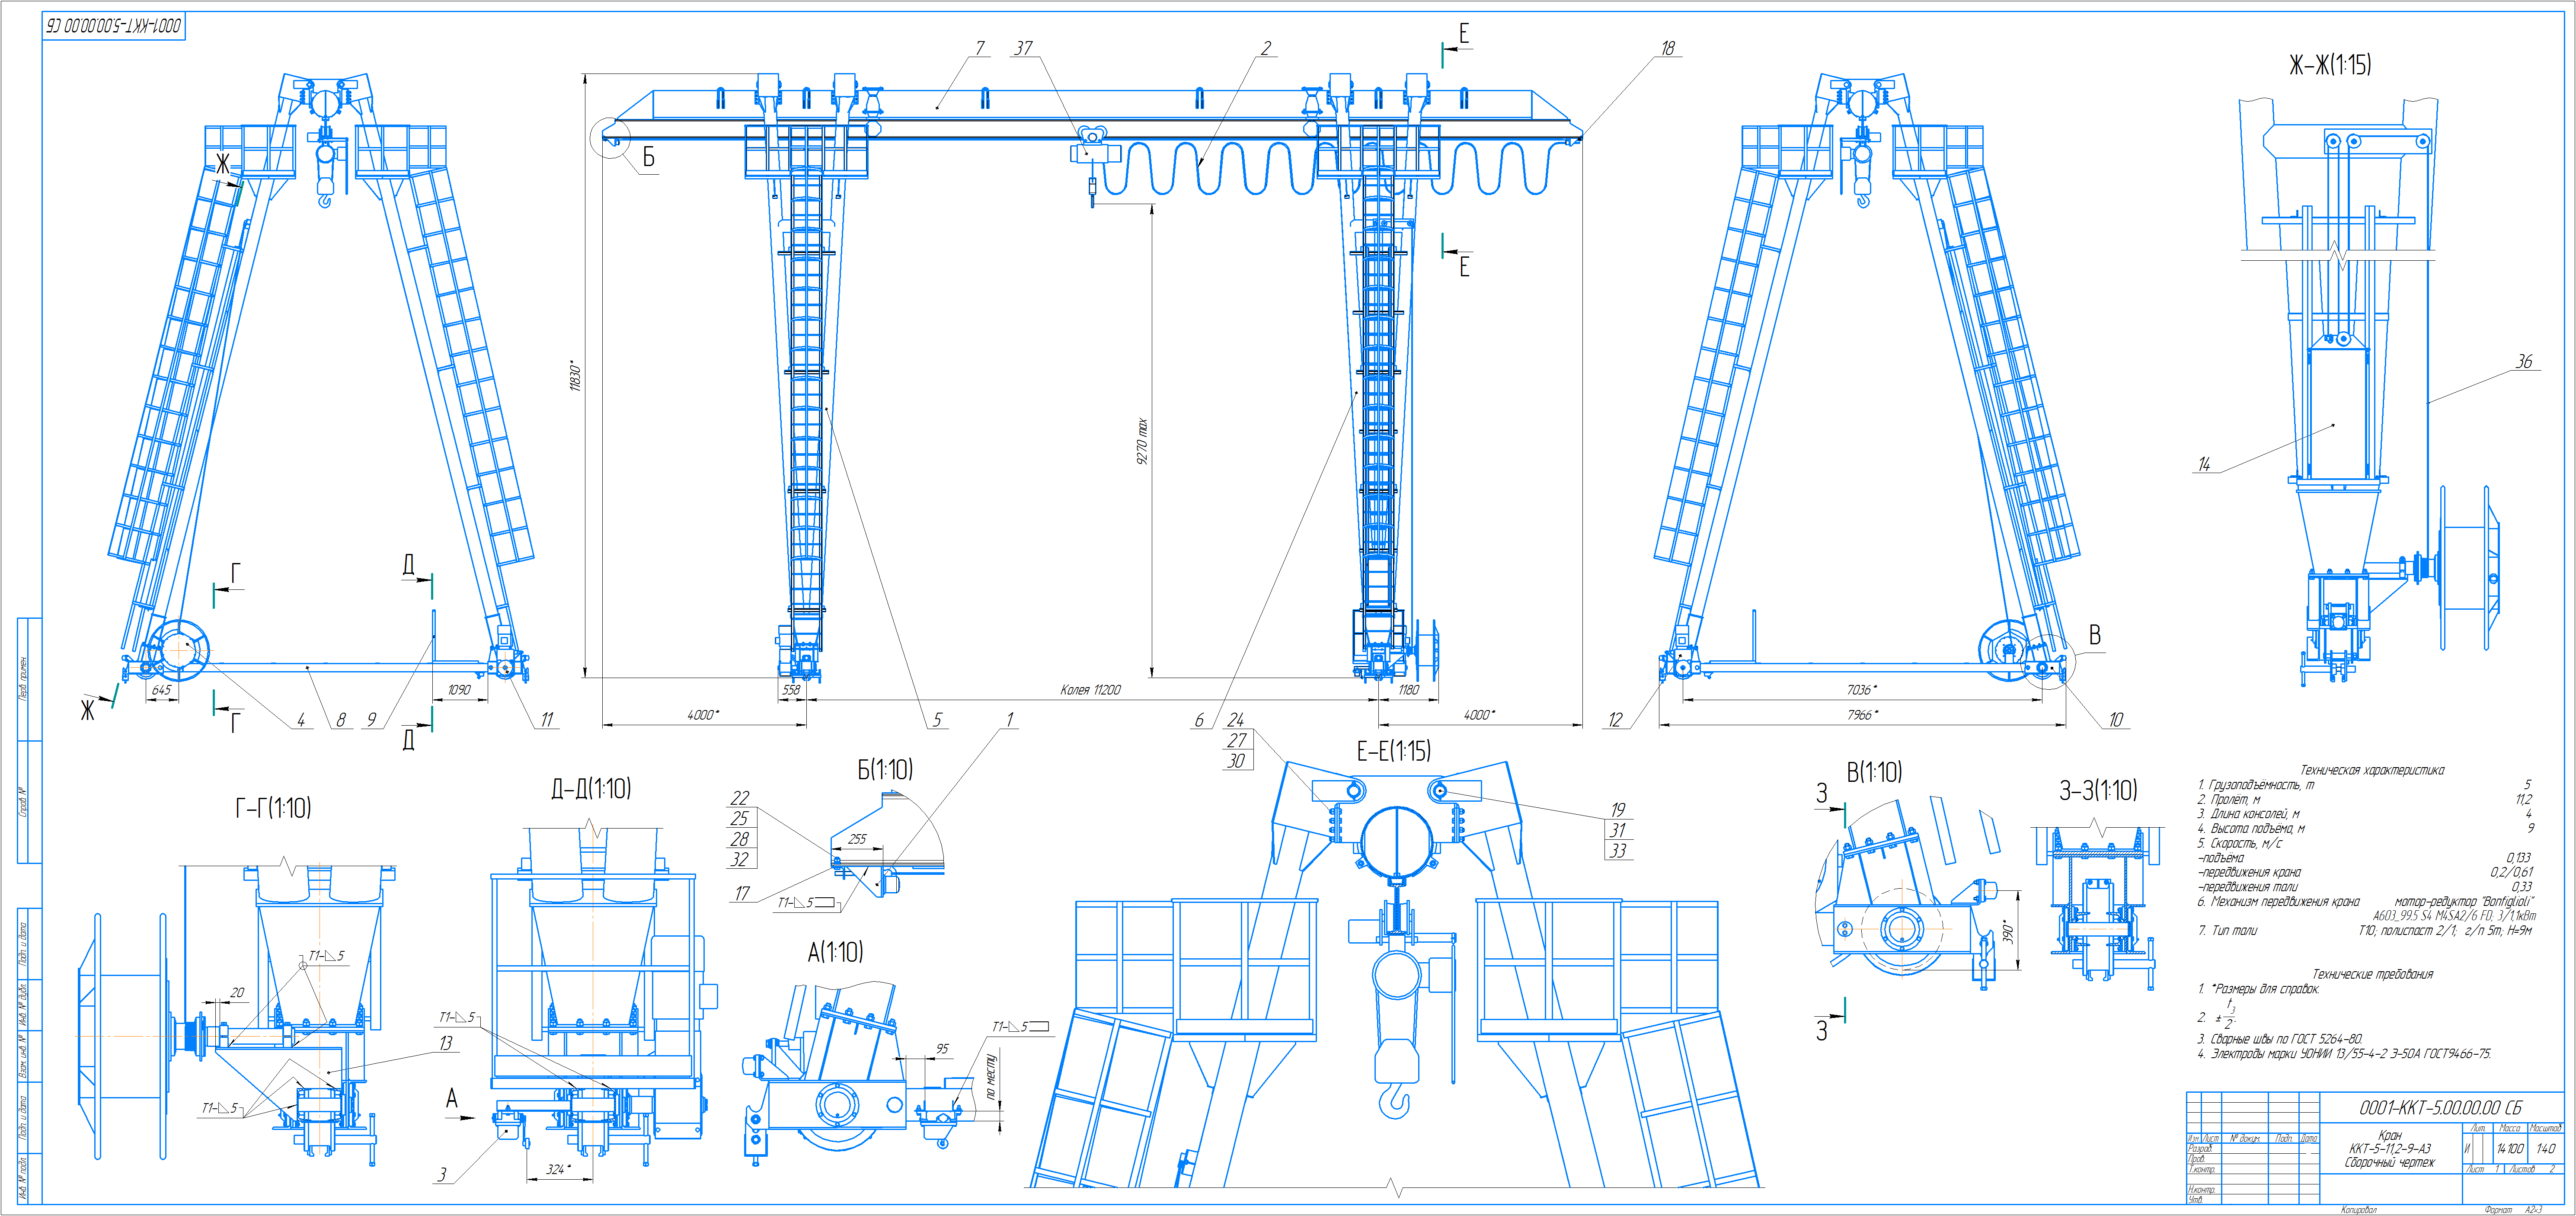 0001-ККТ-5.00.00.00 СБ
7
37
2
Е
18
Ж-Ж(1:15)
Б
Ж
Е
11830*
9270 max
36
14
Г
Д
В
645
1090
558
Колея 11200
1180
7036*
Ж
Г
4
8
9
Д
11
4000*
5
1
6
4000*
12
7966*
10
24
27
30
Г-Г(1:10)
Д-Д(1:10)
Б(1:10)
Е-Е(1:15)
В(1:10)
З-З(1:10)
22
25
28
32
17
255
Т1-◺5
А(1:10)
19
31
33
З
390*
З
Т1-◺5
20
13
Т1-◺5
Т1-◺5
А
3
324*
95
Т1-◺5
по месту
Техническая характеристика
1. Грузоподъёмность, т 5
2. Пролёт, м 11,2
3. Длина консолей, м 4
4. Высота подъёма, м 9
5. Скорость, м/с
-подъёма 0,133
-передвижения крана 0,2/0,61
-передвижения тали 0,33
6. Механизм передвижения крана мотор-редуктор "Bonfiglioli"
A603_99.5 S4 M4SA2/6 FD, 3/1,1кВт
7. Тип тали Т10; полиспаст 2/1; г/п 5т; Н=9м
Технические требования
1. *Размеры для справок.
2. ± t3/2.
3. Сварные швы по ГОСТ 5264-80.
4. Электроды марки УОНИИ 13/55-4-2 Э-50А ГОСТ9466-75.
0001-ККТ-5.00.00.00 СБ
Изм. Лист № докум. Подп. Дата
Разраб.
Пров.
Т.контр.
Н.контр.
Утв.
Кран
ККТ-5-11,2-9-А3
Сборочный чертеж
Лит. Масса Масштаб
И 14100 1:40
Лист 1 Листов 2
Копировал Формат А2×3
Перв. примен.
Справ. №
Подп. и дата
Инв. № дубл.
Взам. инв. №
Подп. и дата
Инв. № подл.